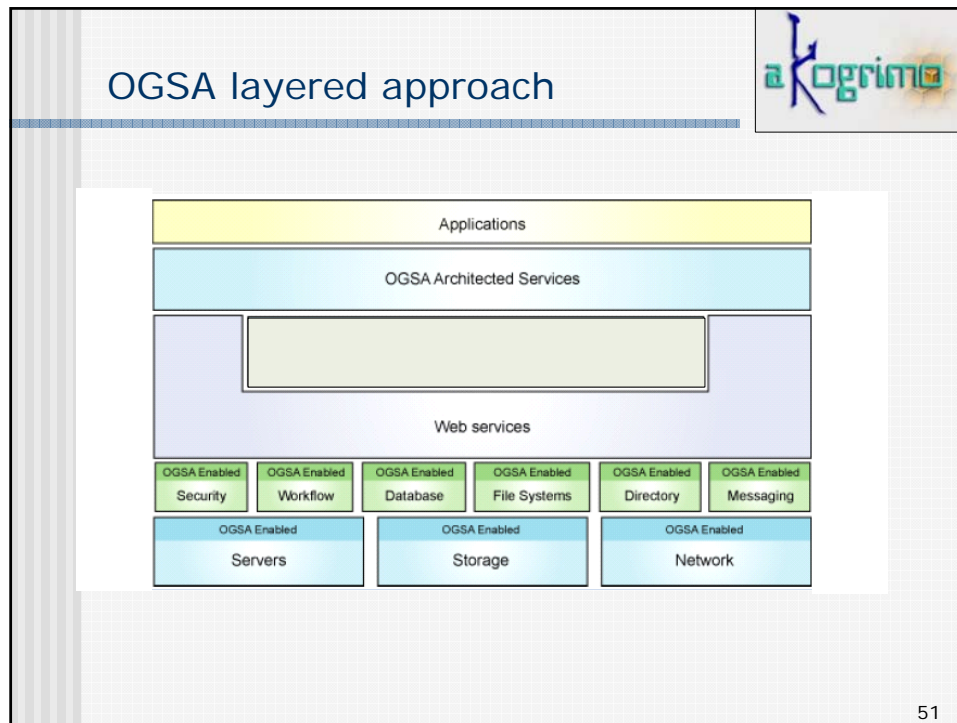 OGSA layered approach
akogrimo
Applications
OGSA Architected Services
Web services
OGSA Enabled OGSA Enabled OGSA Enabled OGSA Enabled OGSA Enabled OGSA Enabled
Security Workflow Database File Systems Directory Messaging
OGSA Enabled OGSA Enabled OGSA Enabled
Servers Storage Network
51